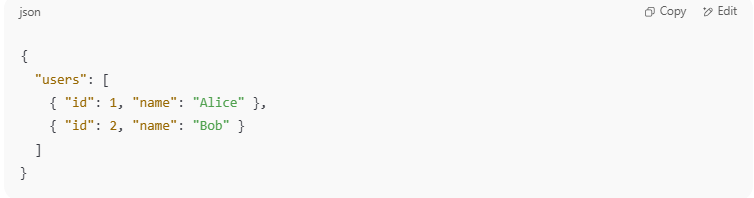 json Copy Edit
{
  "users": [
    { "id": 1, "name": "Alice" },
    { "id": 2, "name": "Bob" }
  ]
}